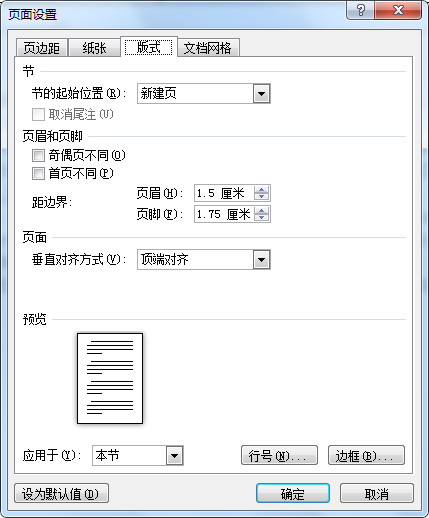 页面设置
页边距 纸张 版式 文档网格
节
节的起始位置(R): 新建页
取消尾注(U)
页眉和页脚
奇偶页不同(O)
首页不同(P)
距边界: 页眉(H): 1.5 厘米
页脚(F): 1.75 厘米
页面
垂直对齐方式(V): 顶端对齐
预览
应用于(Y): 本节 行号(N)... 边框(B)...
设为默认值(D) 确定 取消